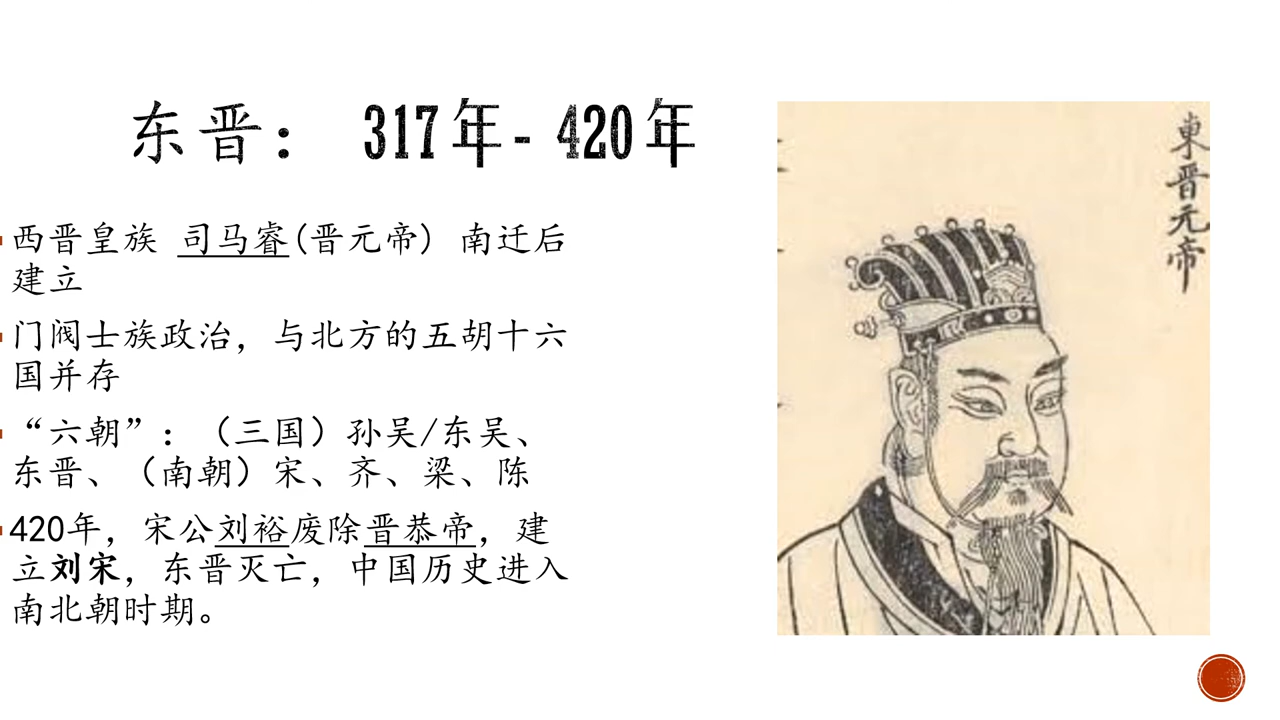 东晋： 317年- 420年
西晋皇族 司马睿(晋元帝) 南迁后
建立
门阀士族政治，与北方的五胡十六
国并存
“六朝”：（三国）孙吴/东吴、
东晋、（南朝）宋、齐、梁、陈
420年，宋公刘裕废除晋恭帝，建
立刘宋，东晋灭亡，中国历史进入
南北朝时期。
東晋元帝